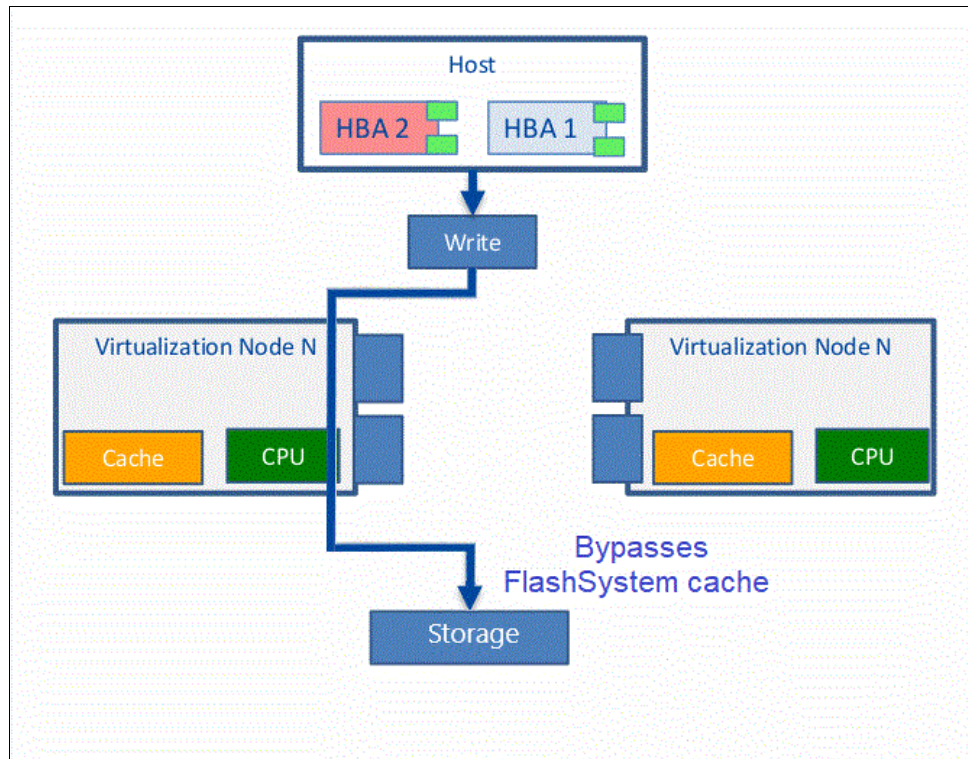 Host
HBA 2
HBA 1
Write
Virtualization Node N
Cache
CPU
Virtualization Node N
Cache
CPU
Bypasses
FlashSystem cache
Storage